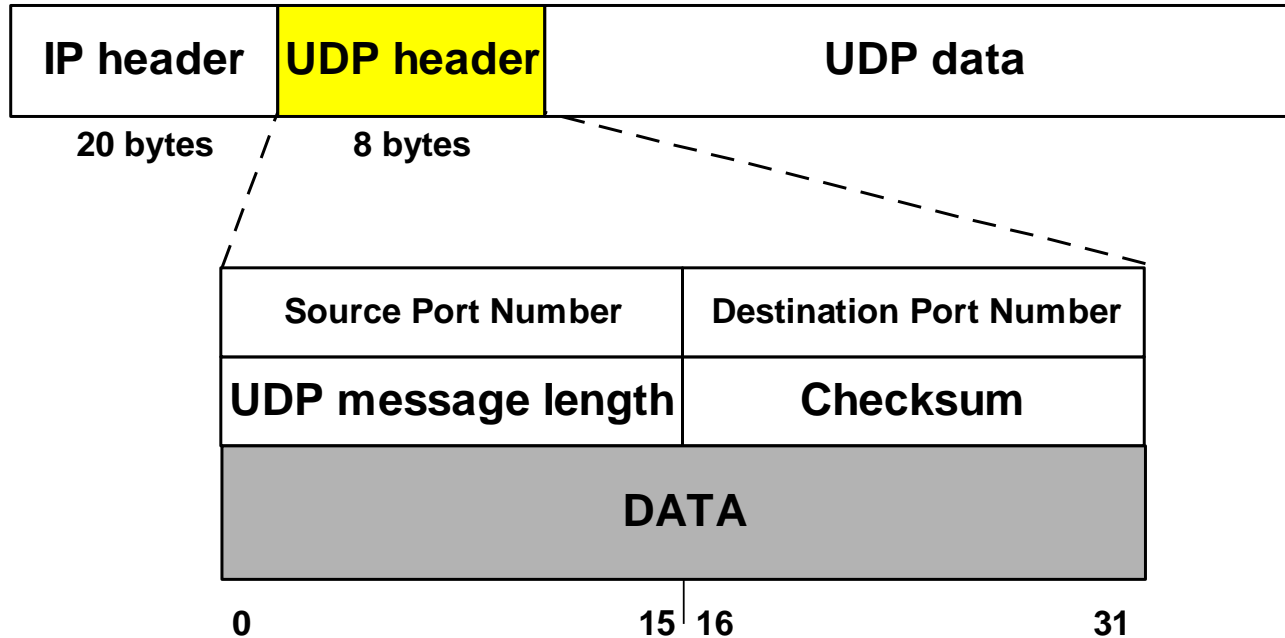 IP header UDP header UDP data
20 bytes 8 bytes
Source Port Number Destination Port Number
UDP message length Checksum
DATA
0 15 16 31